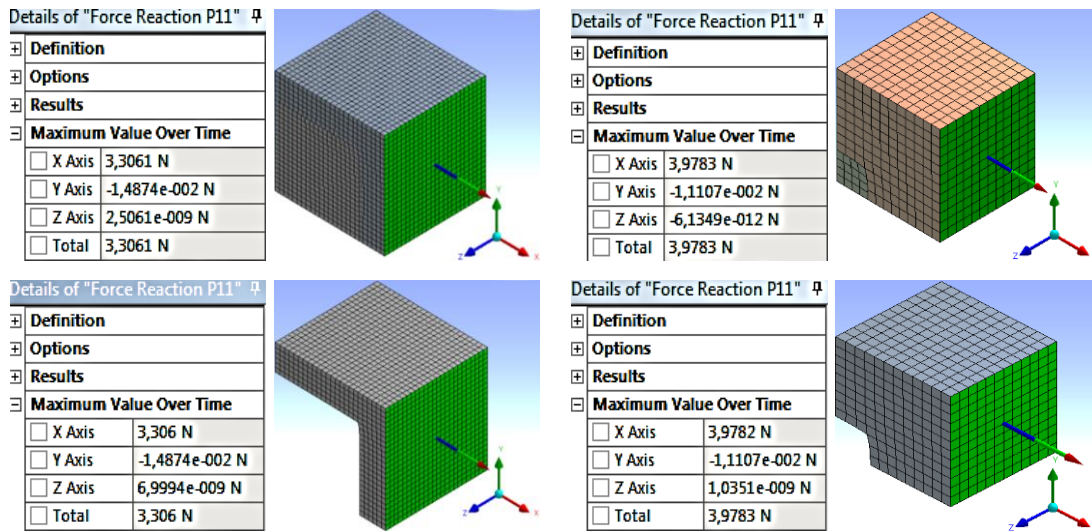 Details of "Force Reaction P11"
Definition
Options
Results
Maximum Value Over Time
X Axis 3,3061 N
Y Axis -1,4874e-002 N
Z Axis 2,5061e-009 N
Total 3,3061 N
Y
Z
X
Details of "Force Reaction P11"
Definition
Options
Results
Maximum Value Over Time
X Axis 3,9783 N
Y Axis -1,1107e-002 N
Z Axis -6,1349e-012 N
Total 3,9783 N
Y
Z
X
Details of "Force Reaction P11"
Definition
Options
Results
Maximum Value Over Time
X Axis 3,306 N
Y Axis -1,4874e-002 N
Z Axis 6,9994e-009 N
Total 3,306 N
Y
Z
X
Details of "Force Reaction P11"
Definition
Options
Results
Maximum Value Over Time
X Axis 3,9782 N
Y Axis -1,1107e-002 N
Z Axis 1,0351e-009 N
Total 3,9783 N
Y
Z
X